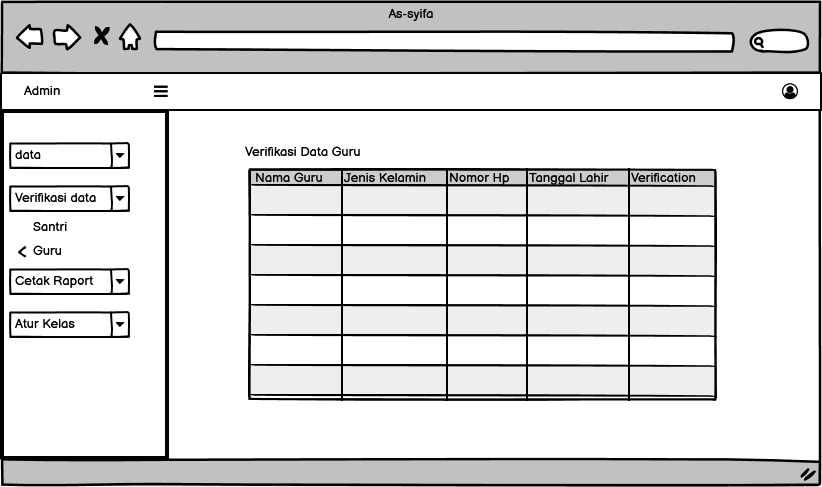 As-syifa
Admin
data
Verifikasi data
Santri
Guru
Cetak Raport
Atur Kelas
Verifikasi Data Guru
Nama Guru Jenis Kelamin Nomor Hp Tanggal Lahir Verification